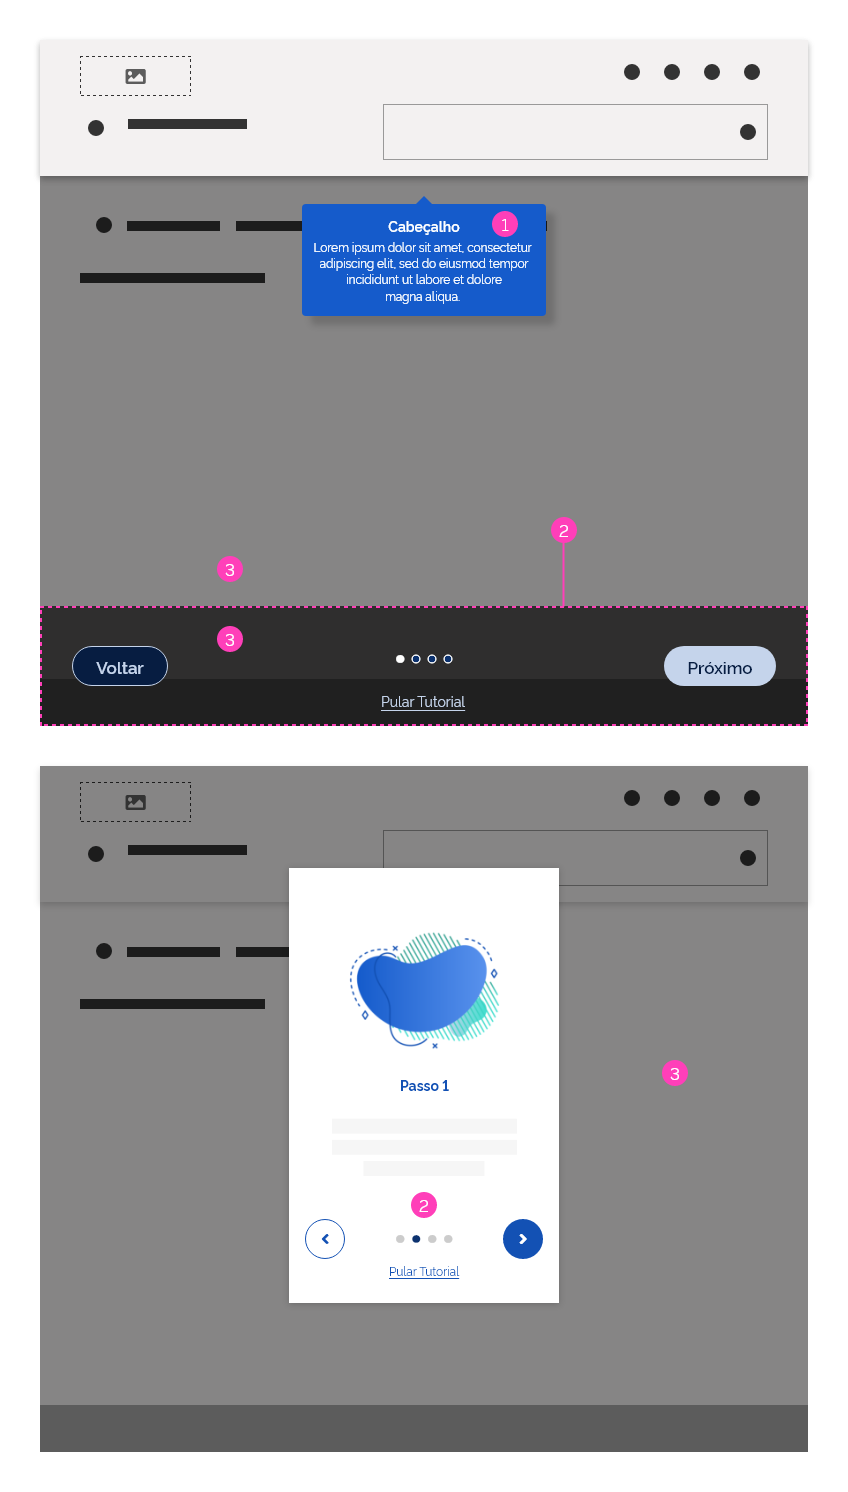 Cabeçalho
1
Lorem ipsum dolor sit amet, consectetur
adipiscing elit, sed do eiusmod tempor
incididunt ut labore et dolore
magna aliqua.
2
3
3
Voltar
Próximo
Pular Tutorial
3
Passo 1
2
Pular Tutorial